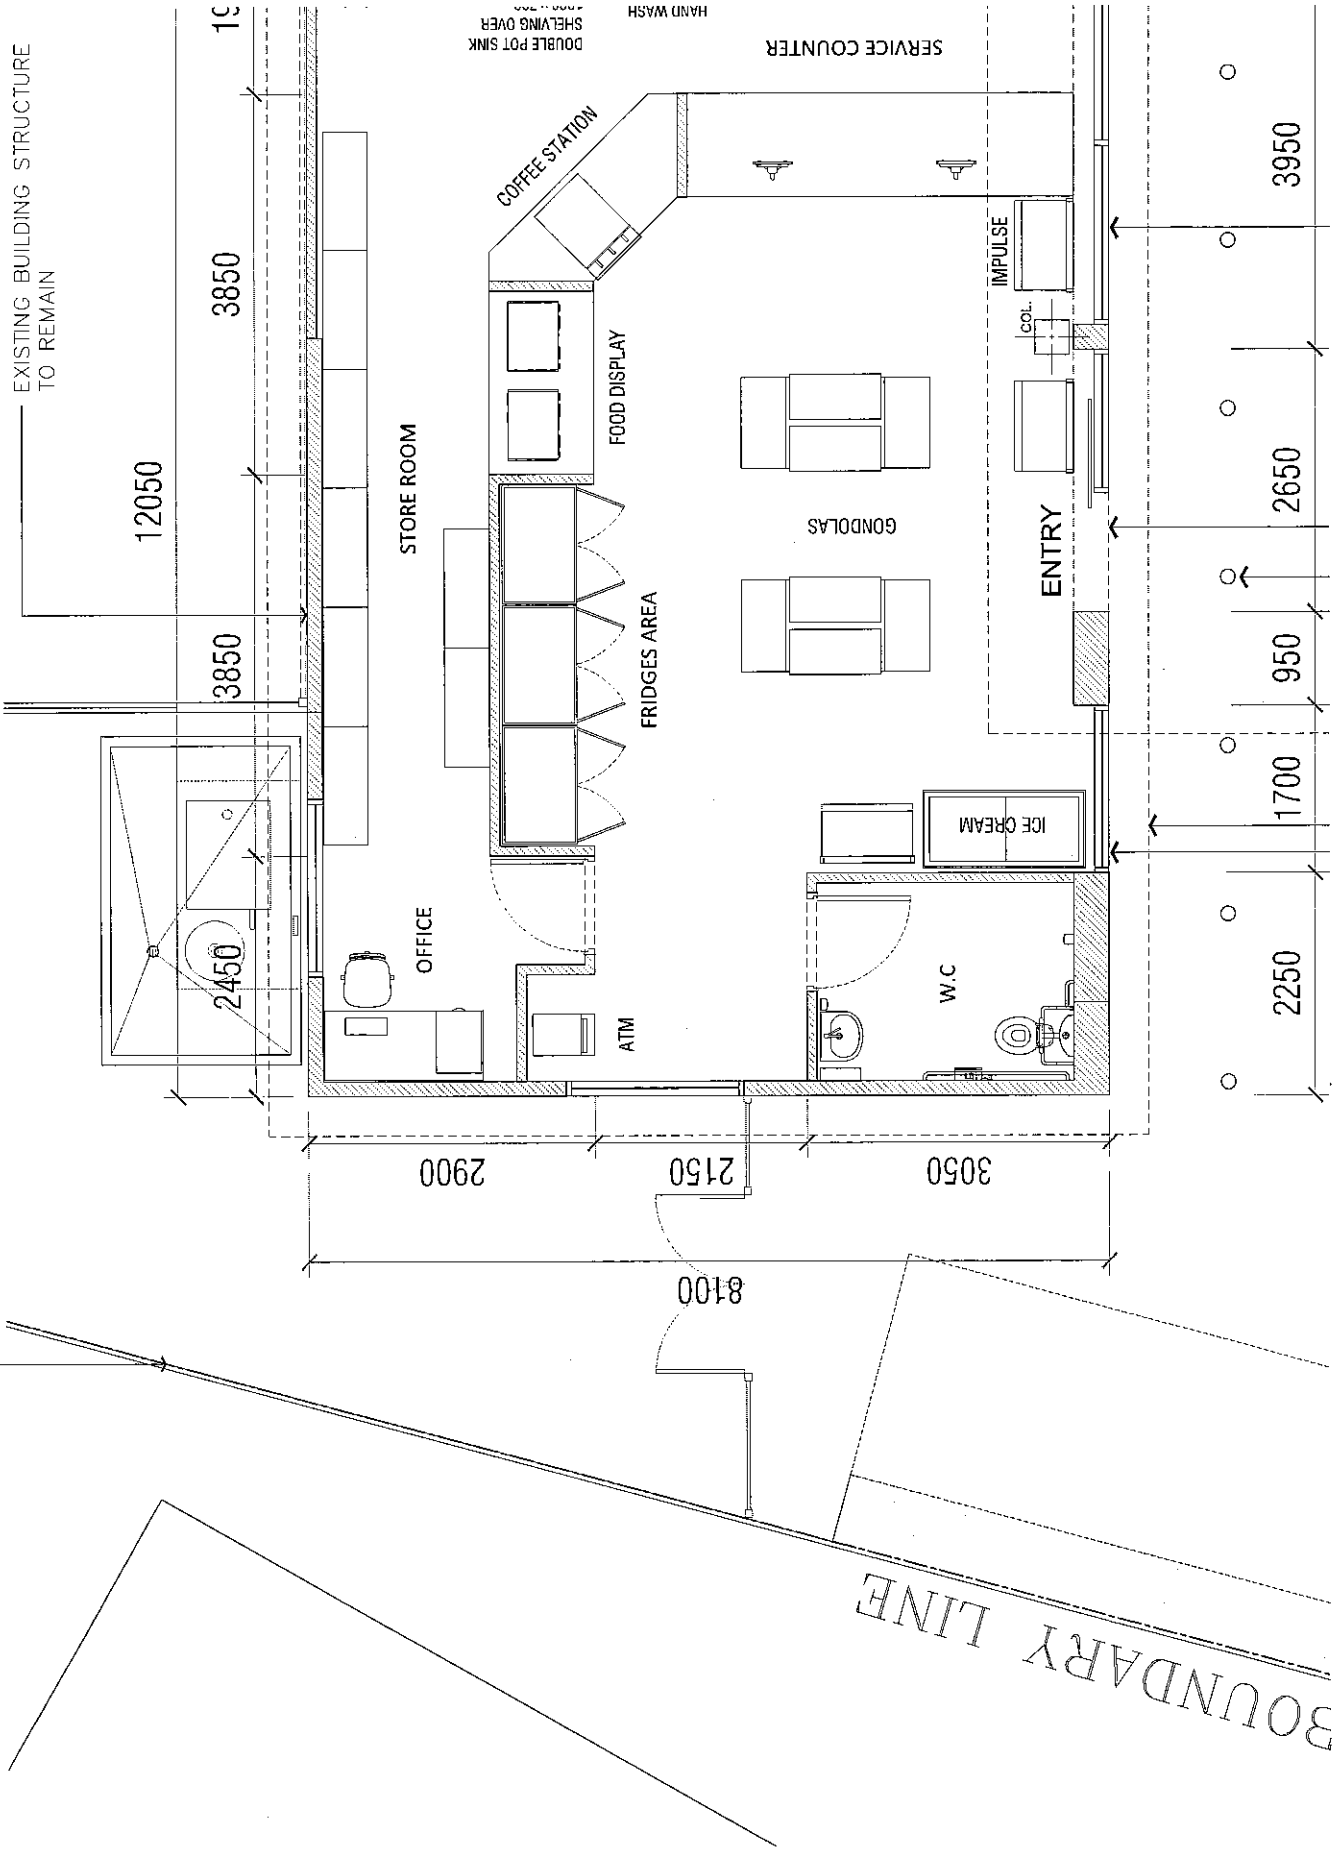 EXISTING BUILDING STRUCTURE
TO REMAIN
12050
3850
3850
2450
DOUBLE POT SINK
SHELVING OVER
HAND WASH
SERVICE COUNTER
COFFEE STATION
STORE ROOM
FOOD DISPLAY
IMPULSE
COL.
GONDOLAS
ENTRY
FRIDGES AREA
ICE CREAM
OFFICE
ATM
W.C
3950
2650
950
1700
2250
2900
2150
3050
8100
BOUNDARY LINE